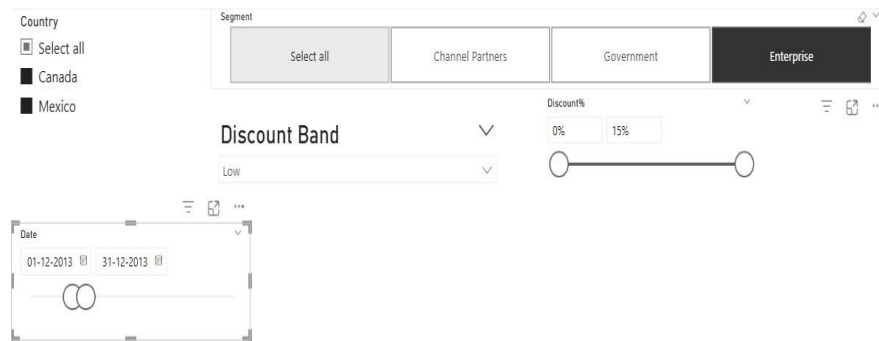 Country
Select all
Canada
Mexico
Segment
Select all
Channel Partners
Government
Enterprise
Discount Band
Low
Discount%
0% 15%
Date
01-12-2013 31-12-2013